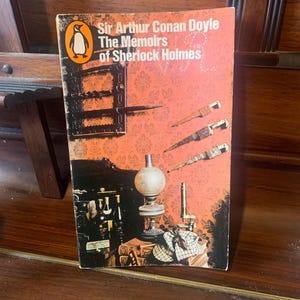 Sir Arthur Conan Doyle
The Memoirs
of Sherlock Holmes